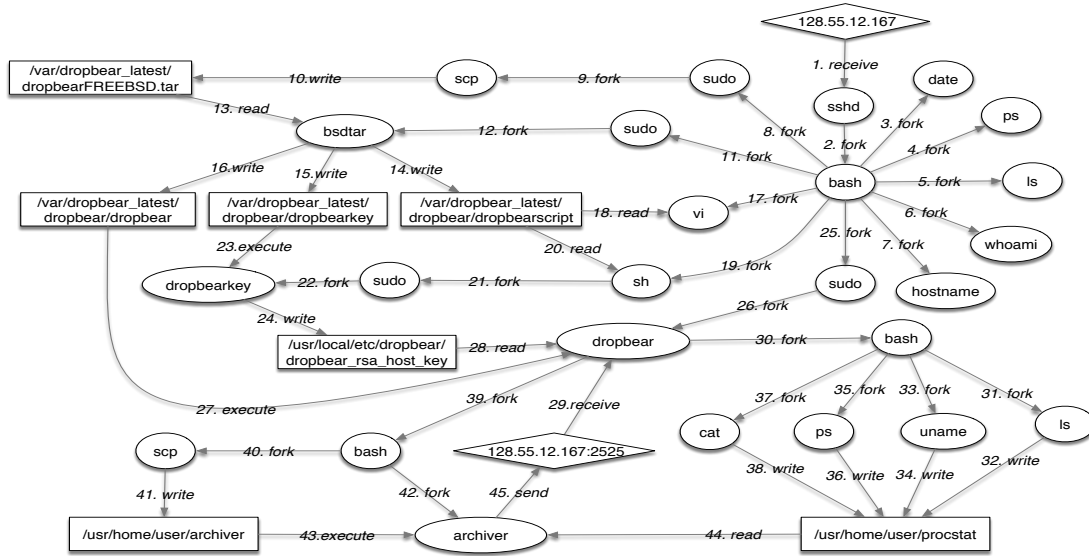 128.55.12.167
1. receive
/var/dropbear_latest/
dropbearFREEBSD.tar
10.write
scp
9. fork
sudo
sshd
date
13. read
8. fork
2. fork
3. fork
ps
bsdtar
12. fork
sudo
11. fork
4. fork
16.write
15.write
14.write
bash
5. fork
ls
/var/dropbear_latest/
dropbear/dropbear
/var/dropbear_latest/
dropbear/dropbearkey
/var/dropbear_latest/
dropbear/dropbearscript
18. read
vi
17. fork
6. fork
25. fork
whoami
23.execute
20. read
19. fork
7. fork
dropbearkey
22. fork
sudo
21. fork
sh
sudo
hostname
24. write
26. fork
/usr/local/etc/dropbear/
dropbear_rsa_host_key
28. read
dropbear
30. fork
bash
27. execute
39. fork
29.receive
37. fork
35. fork
33. fork
31. fork
scp
40. fork
bash
128.55.12.167:2525
cat
ps
uname
ls
41. write
42. fork
45. send
38. write
36. write
34. write
32. write
/usr/home/user/archiver
43.execute
archiver
44. read
/usr/home/user/procstat